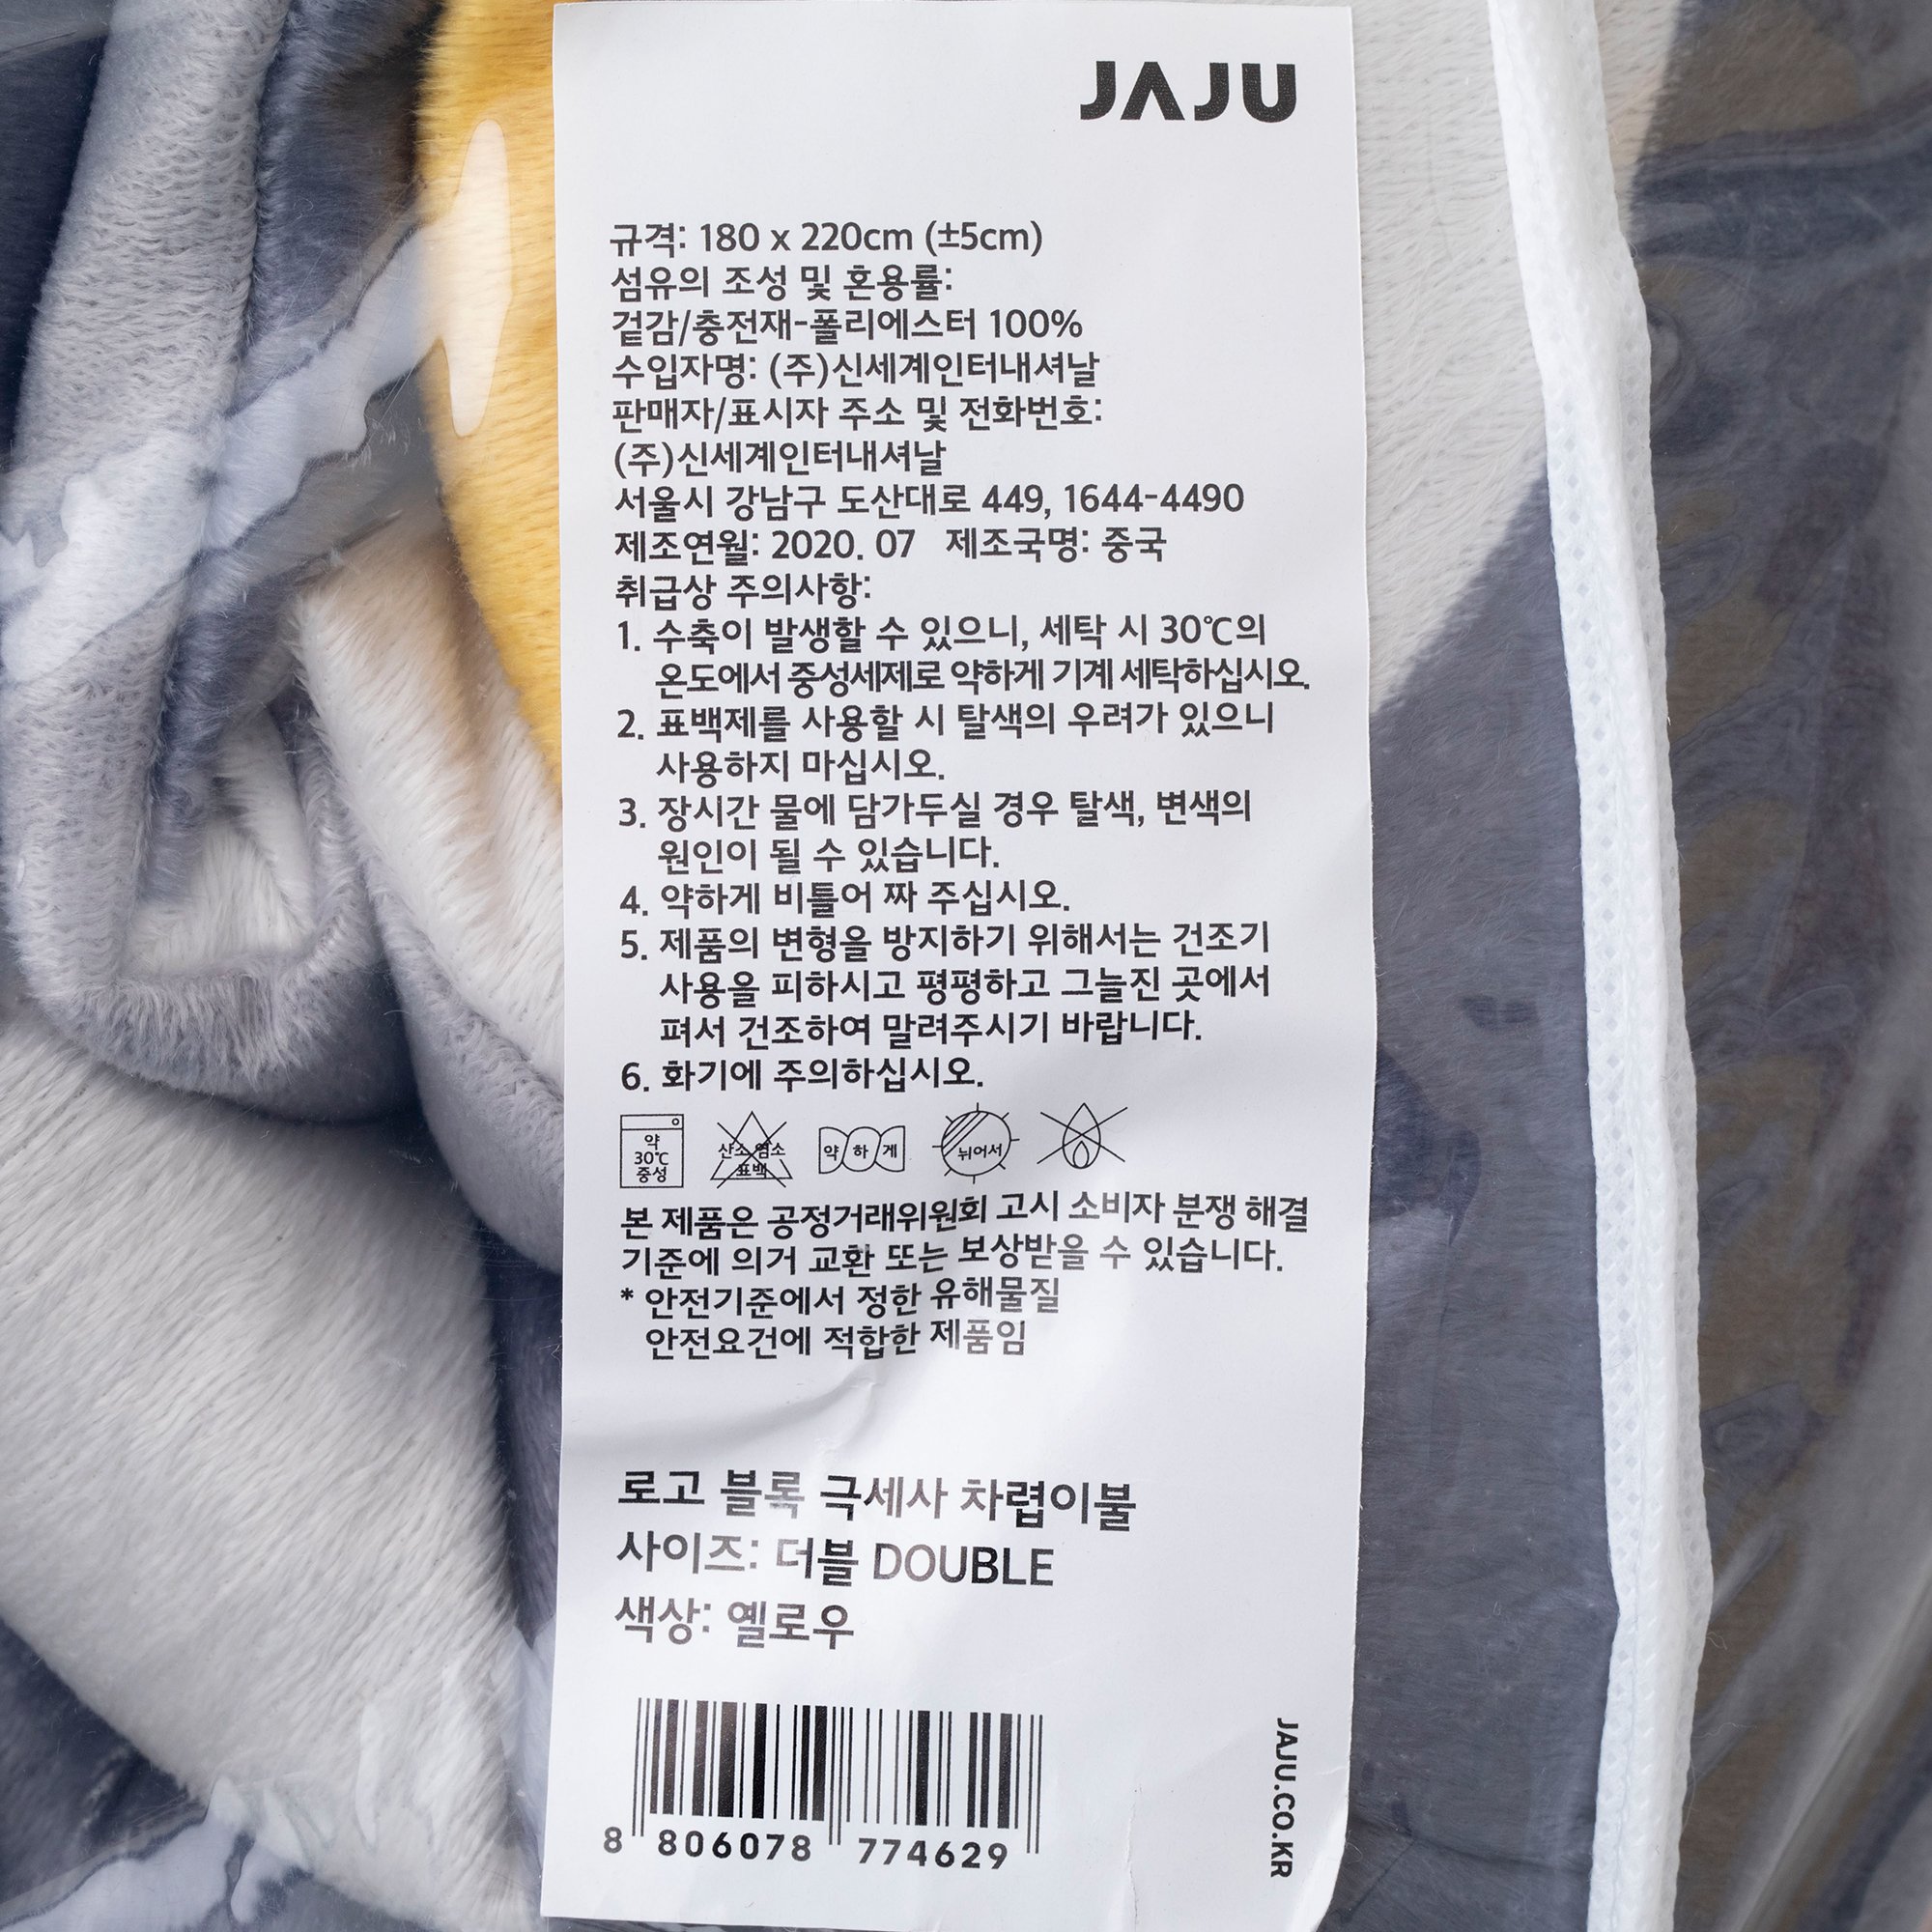 JAJU
규격: 180 x 220cm (±5cm)
섬유의 조성 및 혼용률:
겉감/충전재-폴리에스터 100%
수입자명: (주)신세계인터내셔날
판매자/표시자 주소 및 전화번호:
(주)신세계인터내셔날
서울시 강남구 도산대로 449, 1644-4490
제조연월: 2020. 07 제조국명: 중국
취급상 주의사항:
1. 수축이 발생할 수 있으니, 세탁 시 30℃의
온도에서 중성세제로 약하게 기계 세탁하십시오.
2. 표백제를 사용할 시 탈색의 우려가 있으니
사용하지 마십시오.
3. 장시간 물에 담가두실 경우 탈색, 변색의
원인이 될 수 있습니다.
4. 약하게 비틀어 짜 주십시오.
5. 제품의 변형을 방지하기 위해서는 건조기
사용을 피하시고 평평하고 그늘진 곳에서
펴서 건조하여 말려주시기 바랍니다.
6. 화기에 주의하십시오.
약
30℃
중성
산소 염소
표백
약하게
뉘어서
본 제품은 공정거래위원회 고시 소비자 분쟁 해결
기준에 의거 교환 또는 보상받을 수 있습니다.
* 안전기준에서 정한 유해물질
안전요건에 적합한 제품임
로고 블록 극세사 차렵이불
사이즈: 더블 DOUBLE
색상: 옐로우
8 806078 774629
JAJU.CO.KR